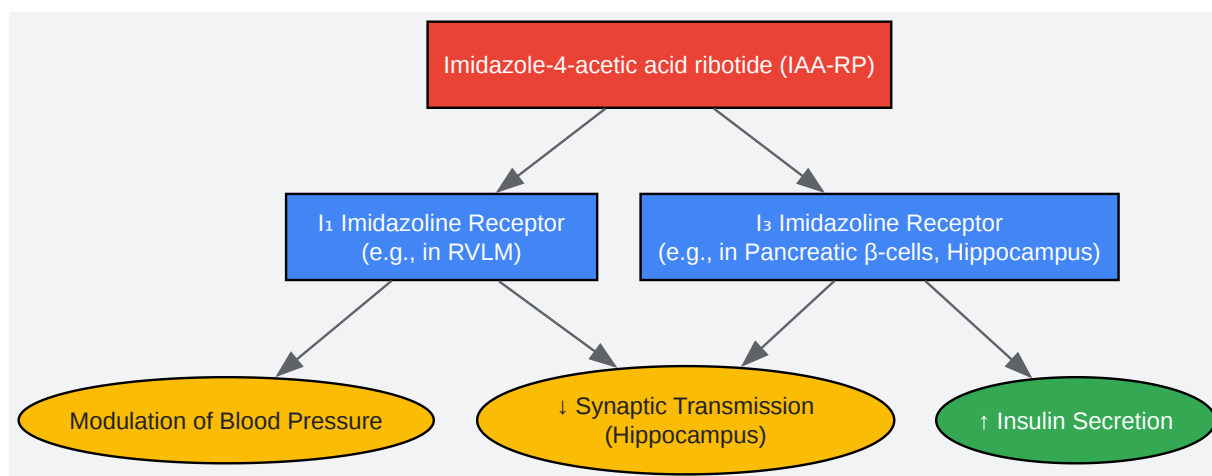 Imidazole-4-acetic acid ribotide (IAA-RP)
I₁ Imidazoline Receptor
(e.g., in RVLM)
I₃ Imidazoline Receptor
(e.g., in Pancreatic β-cells, Hippocampus)
Modulation of Blood Pressure
↓ Synaptic Transmission
(Hippocampus)
↑ Insulin Secretion